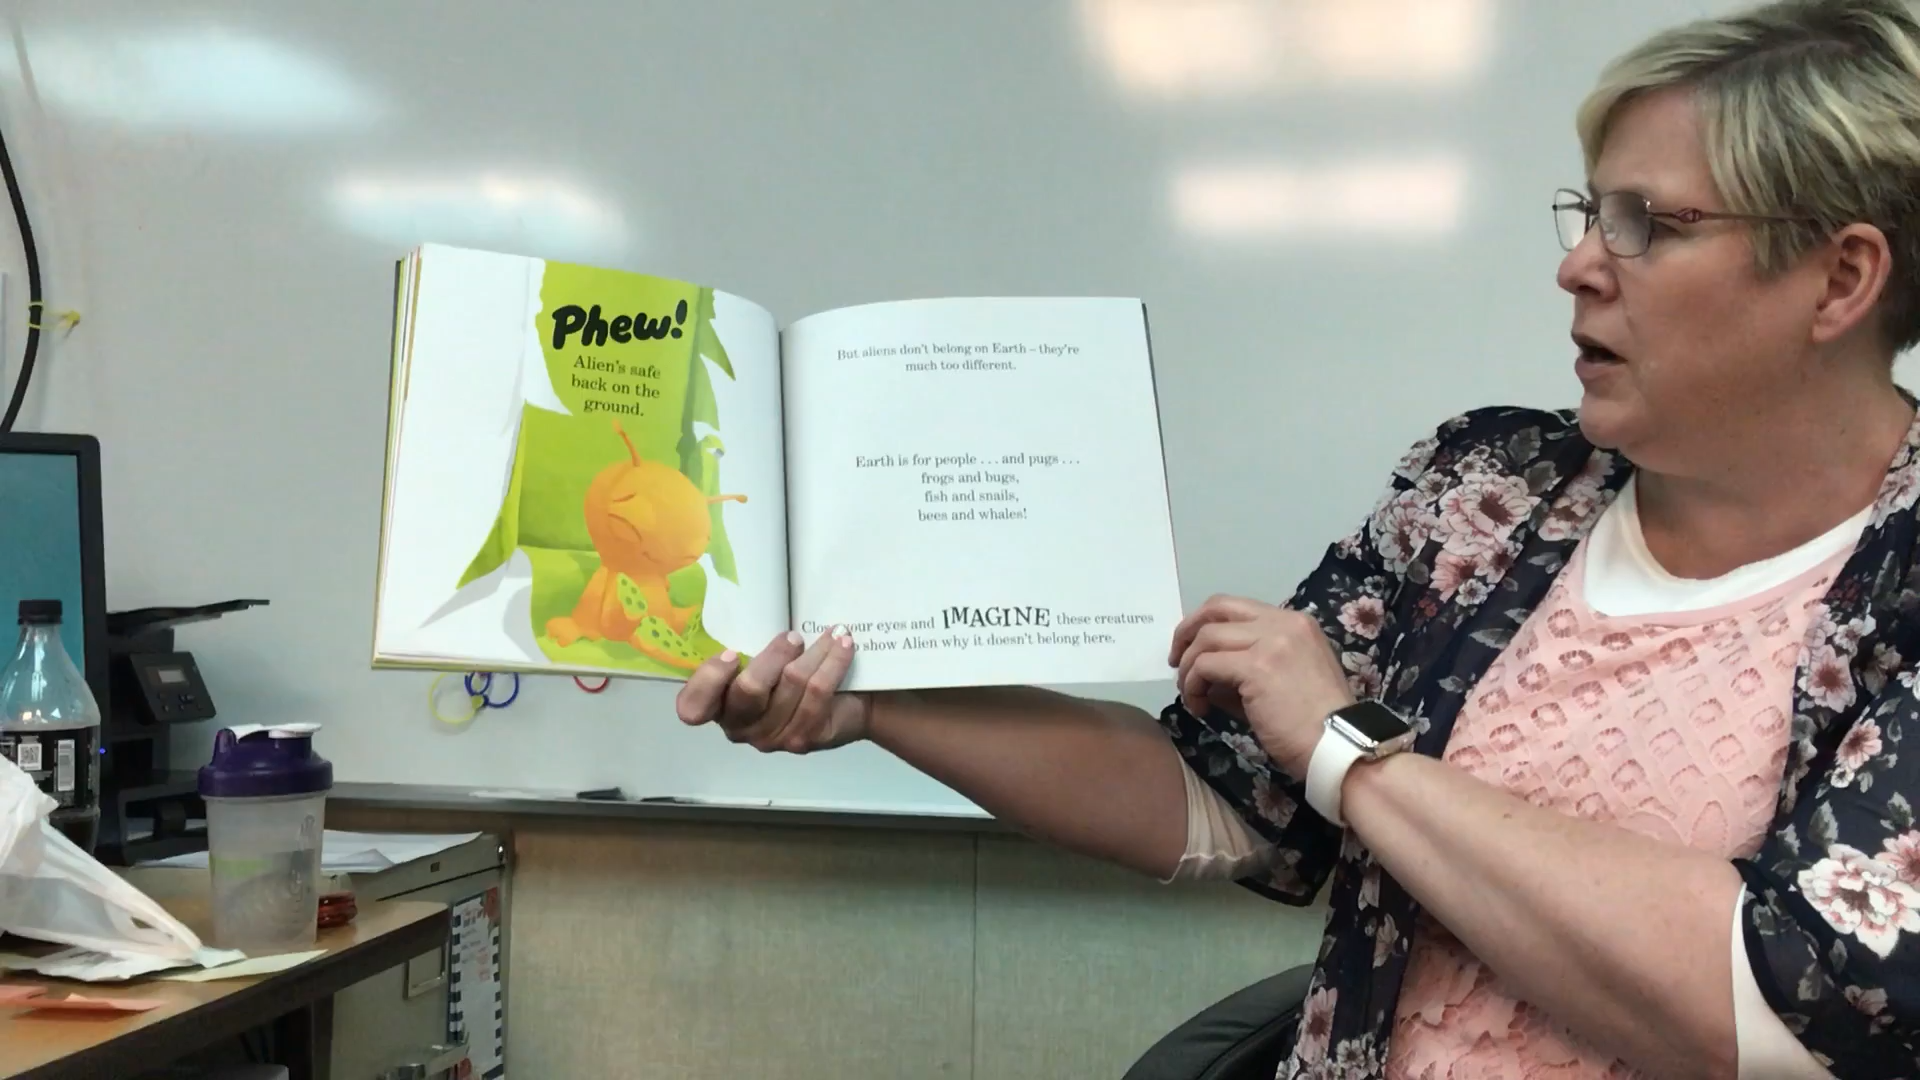 Phew!
Alien's safe
back on the
ground.
But aliens don't belong on Earth – they're
much too different.
Earth is for people . . . and pugs . . .
frogs and bugs,
fish and snails,
bees and whales!
your eyes and IMAGINE these creatures
show Alien why it doesn't belong here.